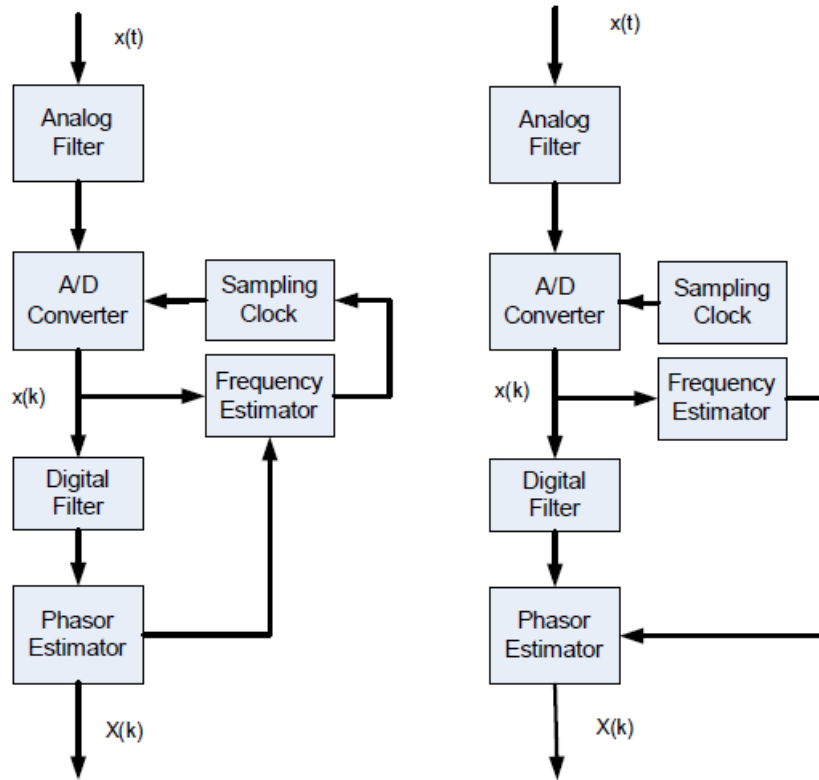 x(t)
Analog
Filter
A/D
Converter
Sampling
Clock
x(k)
Frequency
Estimator
Digital
Filter
Phasor
Estimator
X(k)
x(t)
Analog
Filter
A/D
Converter
Sampling
Clock
x(k)
Frequency
Estimator
Digital
Filter
Phasor
Estimator
X(k)